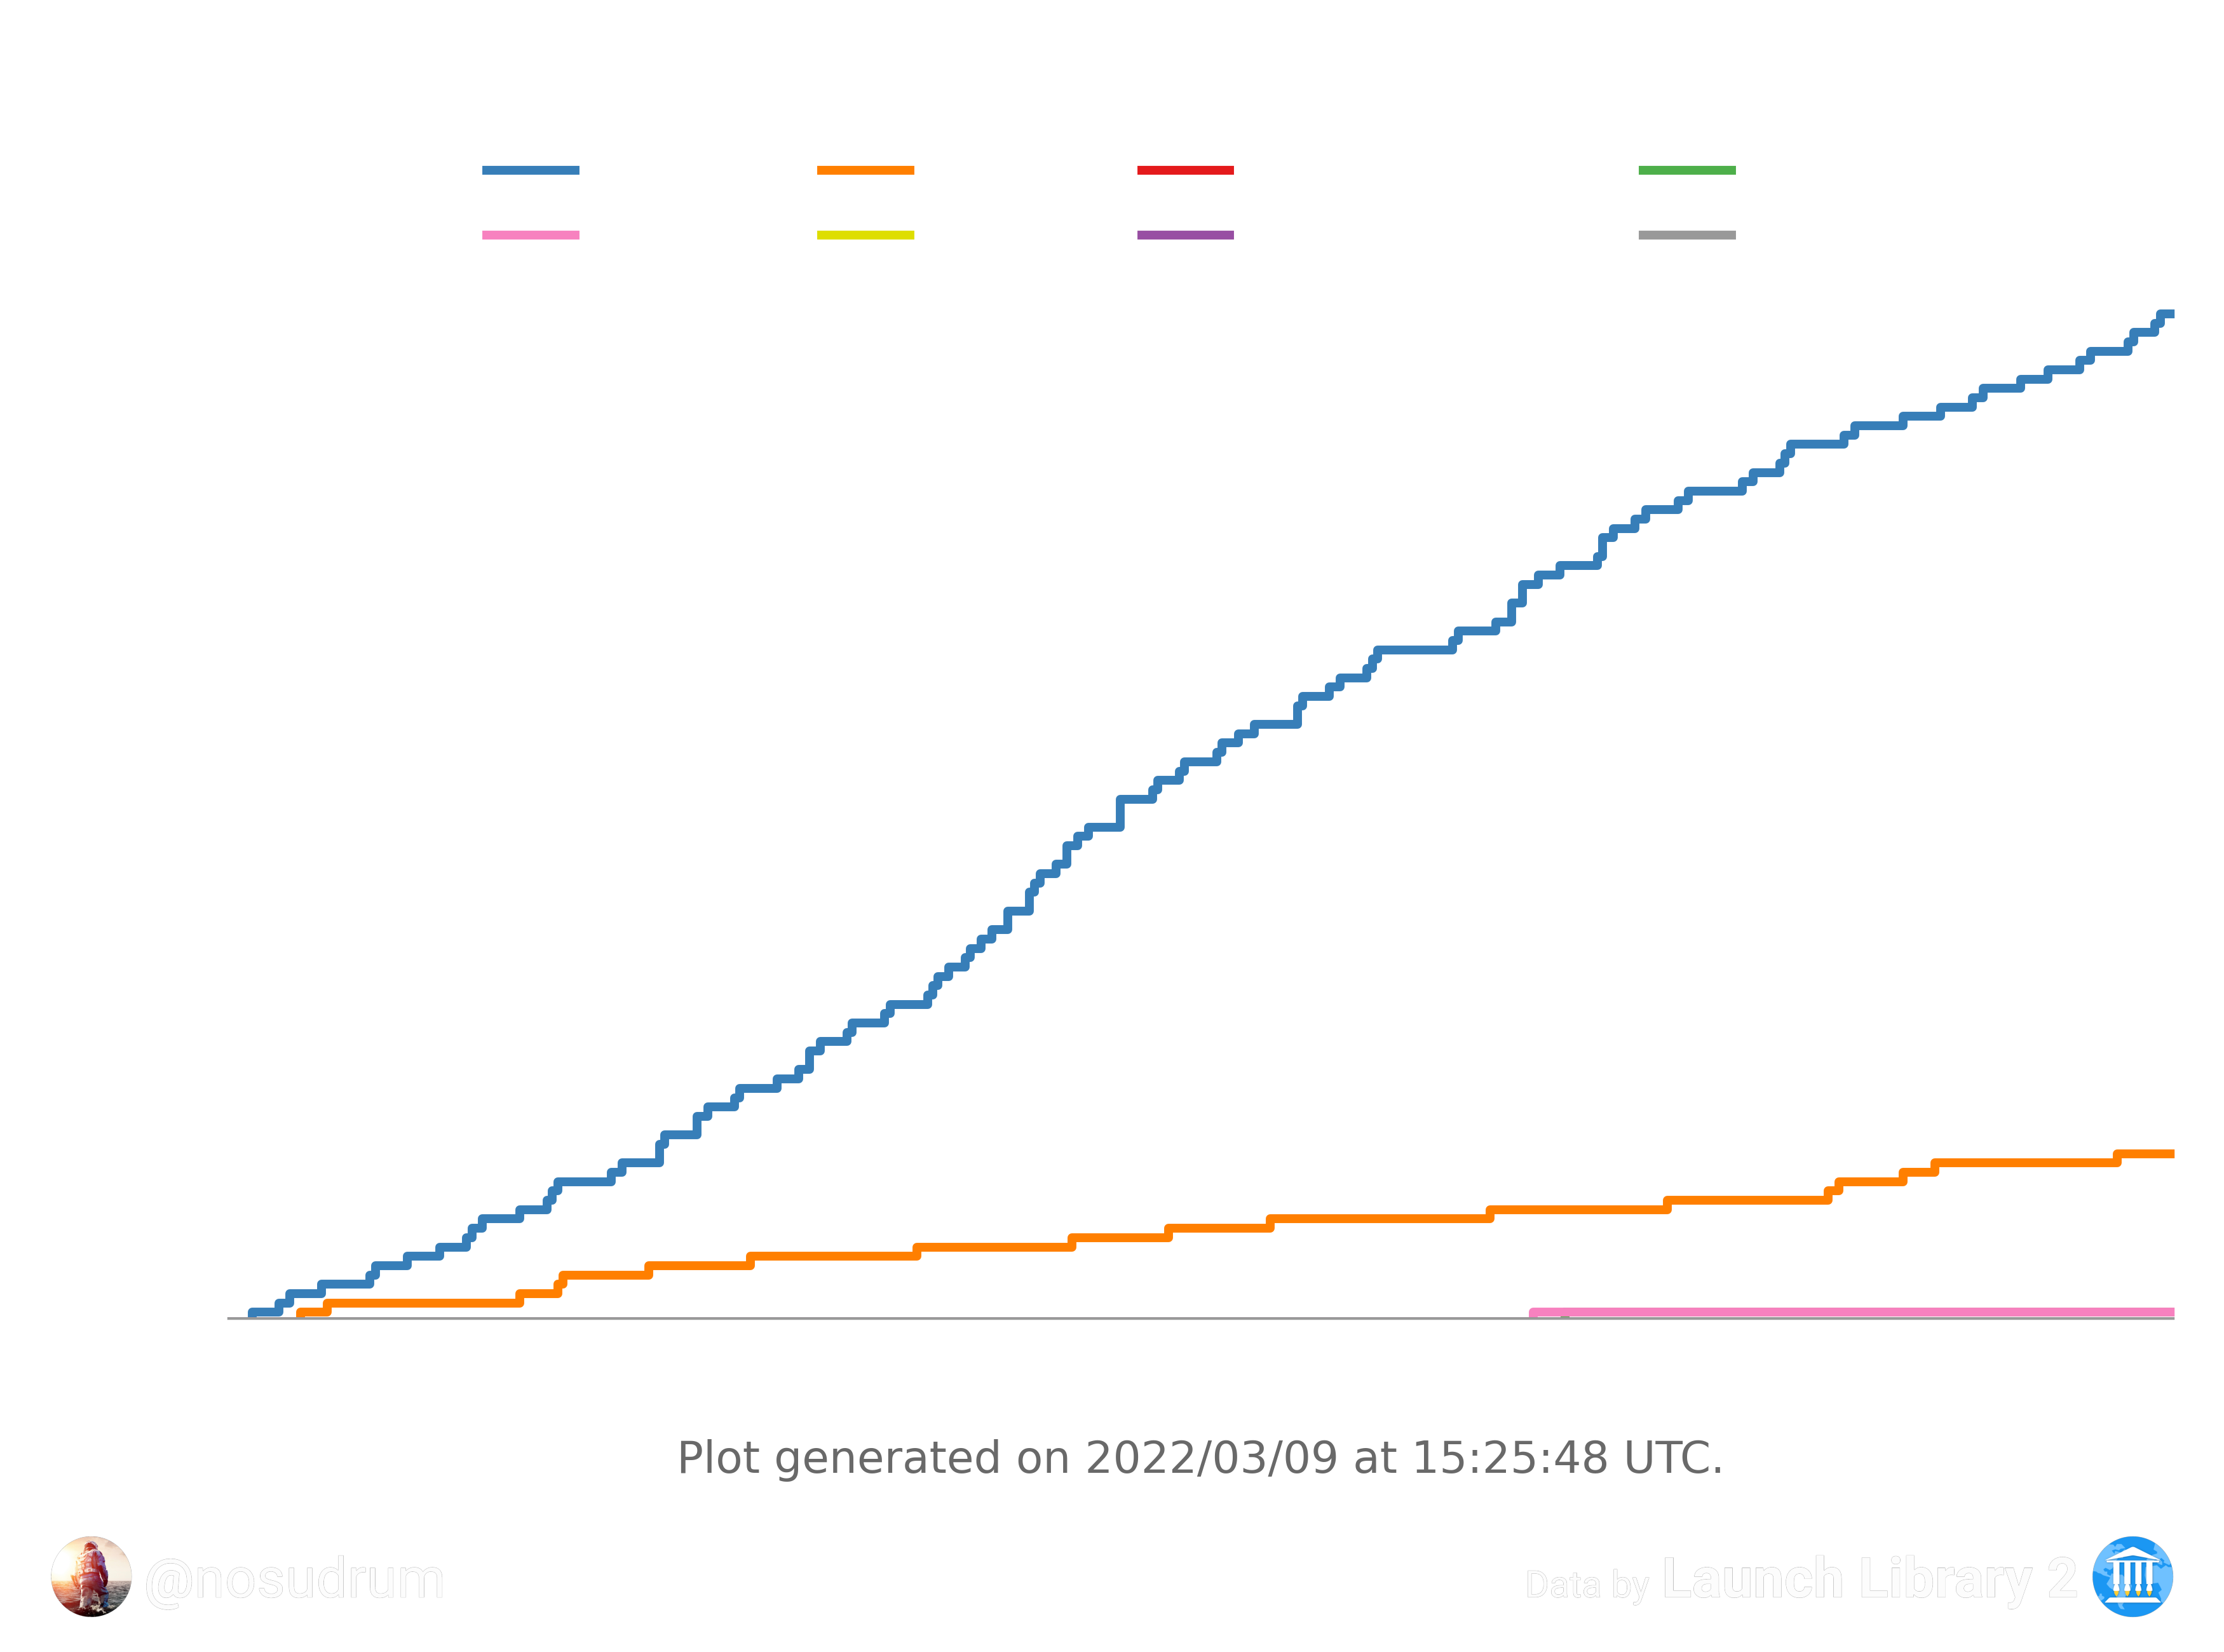 Plot generated on 2022/03/09 at 15:25:48 UTC.
@nosudrum
Data by Launch Library 2